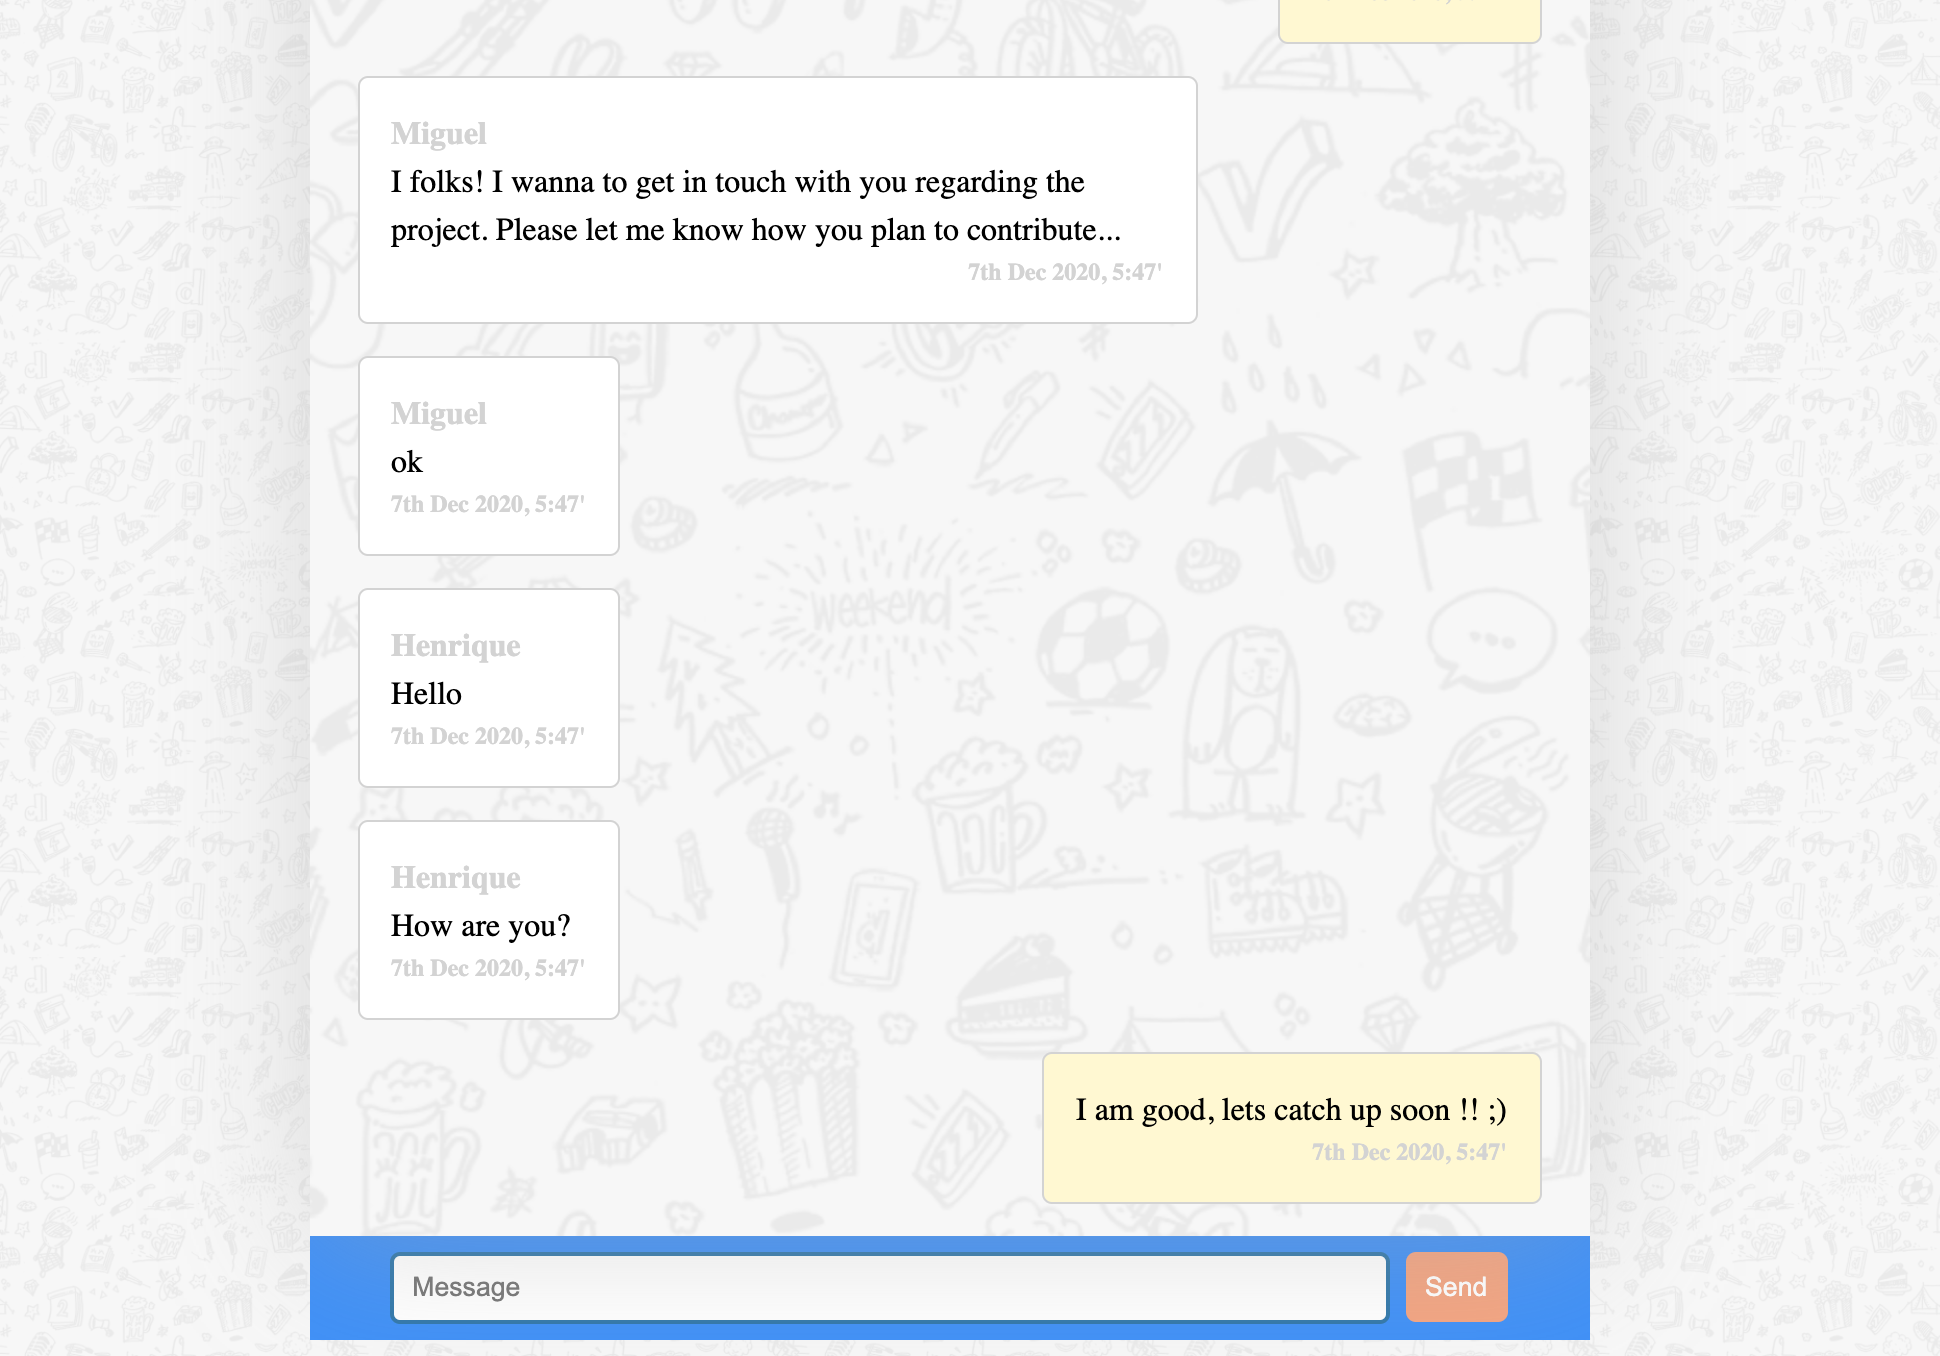 Miguel
I folks! I wanna to get in touch with you regarding the
project. Please let me know how you plan to contribute...
7th Dec 2020, 5:47'
Miguel
ok
7th Dec 2020, 5:47'
Henrique
Hello
7th Dec 2020, 5:47'
weekend
Henrique
How are you?
7th Dec 2020, 5:47'
I am good, lets catch up soon !! ;)
7th Dec 2020, 5:47'
Message
Send